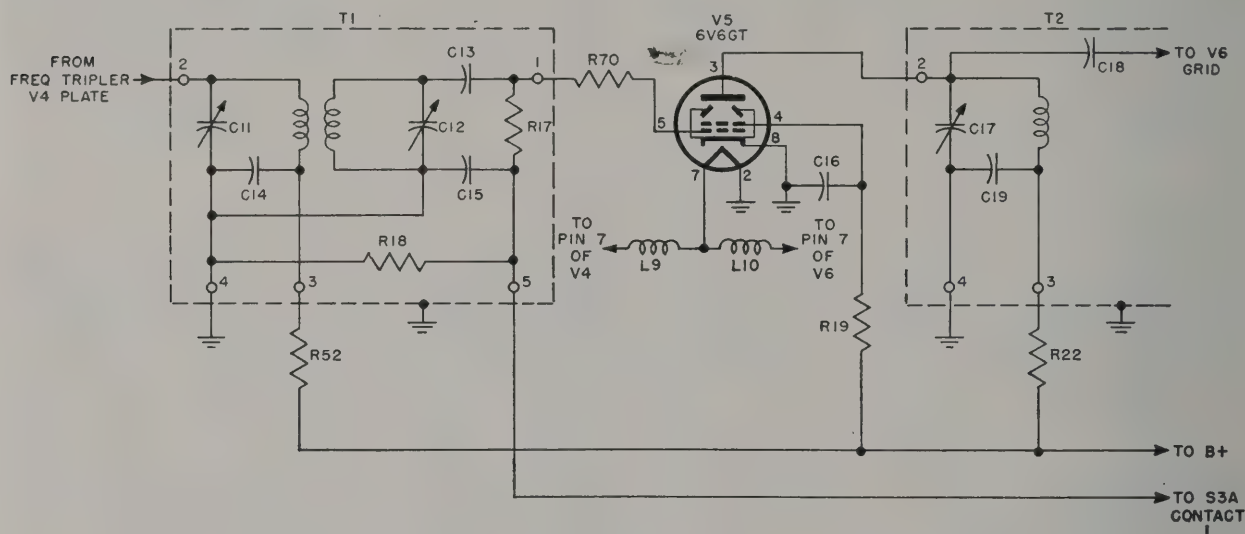 T1
V5
6V6GT
T2
FROM
FREQ TRIPLER
V4 PLATE
2
C13
1
R70
3
5
4
8
7
2
2
C18
TO V6
GRID
C11
C12
R17
C16
C17
C14
C15
C19
TO
PIN 7
OF
V4
L9
L10
TO
PIN 7
OF
V6
R18
4
3
5
4
3
R52
R19
R22
TO B+
TO S3A
CONTACT